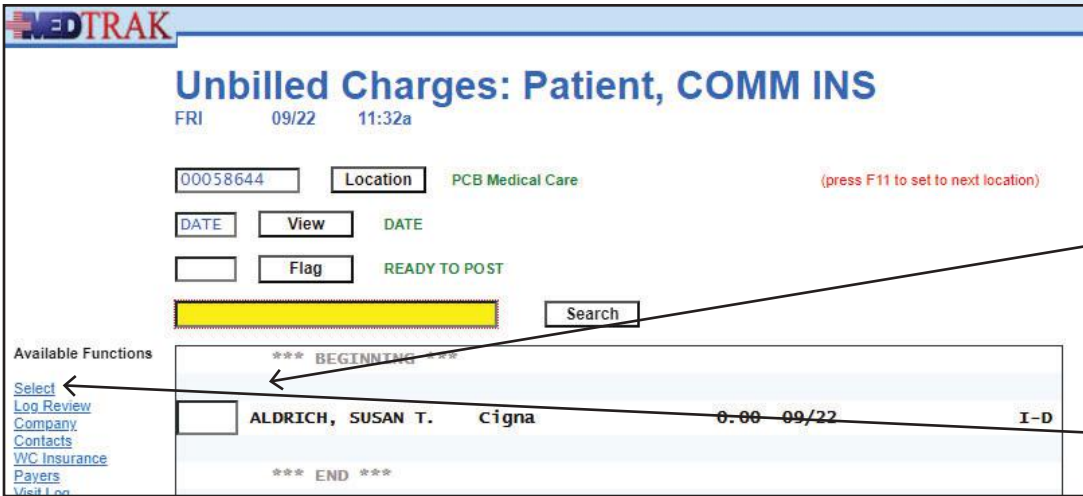 MEDTRAK
Unbilled Charges: Patient, COMM INS
FRI 09/22 11:32a
00058644 Location PCB Medical Care (press F11 to set to next location)
DATE View DATE
Flag READY TO POST
Search
Available Functions
Select
Log Review
Company
Contacts
WC Insurance
Payers
Visit Log
*** BEGINNING ***
ALDRICH, SUSAN T. Cigna 0.00 09/22 I-D
*** END ***